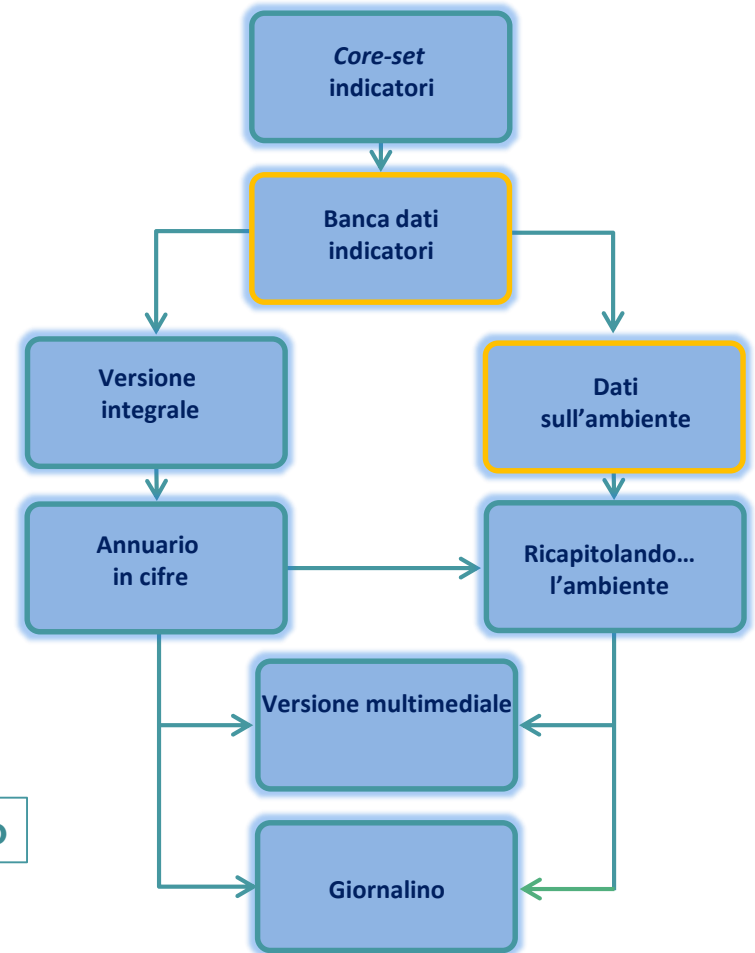 Core-set
indicatori
Banca dati
indicatori
Versione
integrale
Dati
sull’ambiente
Annuario
in cifre
Ricapitolando…
l’ambiente
Versione multimediale
Giornalino